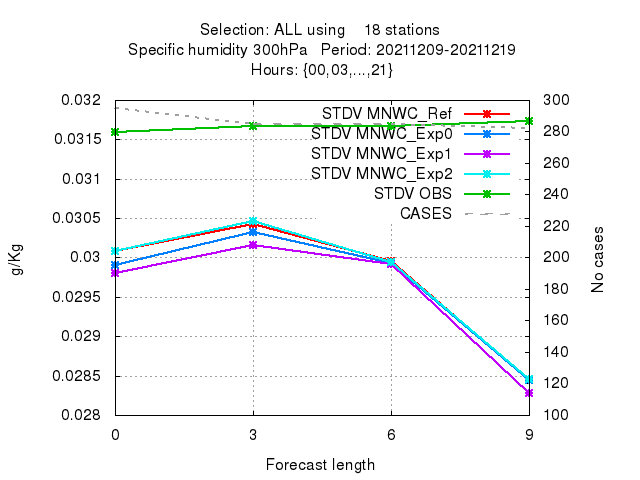 Selection: ALL using    18 stations
Specific humidity 300hPa   Period: 20211209-20211219
Hours: {00,03,...,21}
STDV MNWC_Ref
STDV MNWC_Exp0
STDV MNWC_Exp1
STDV MNWC_Exp2
STDV OBS
CASES
0.032
0.0315
0.031
0.0305
0.03
0.0295
0.029
0.0285
0.028
g/Kg
300
280
260
240
220
200
180
160
140
120
100
No cases
0 3 6 9
Forecast length